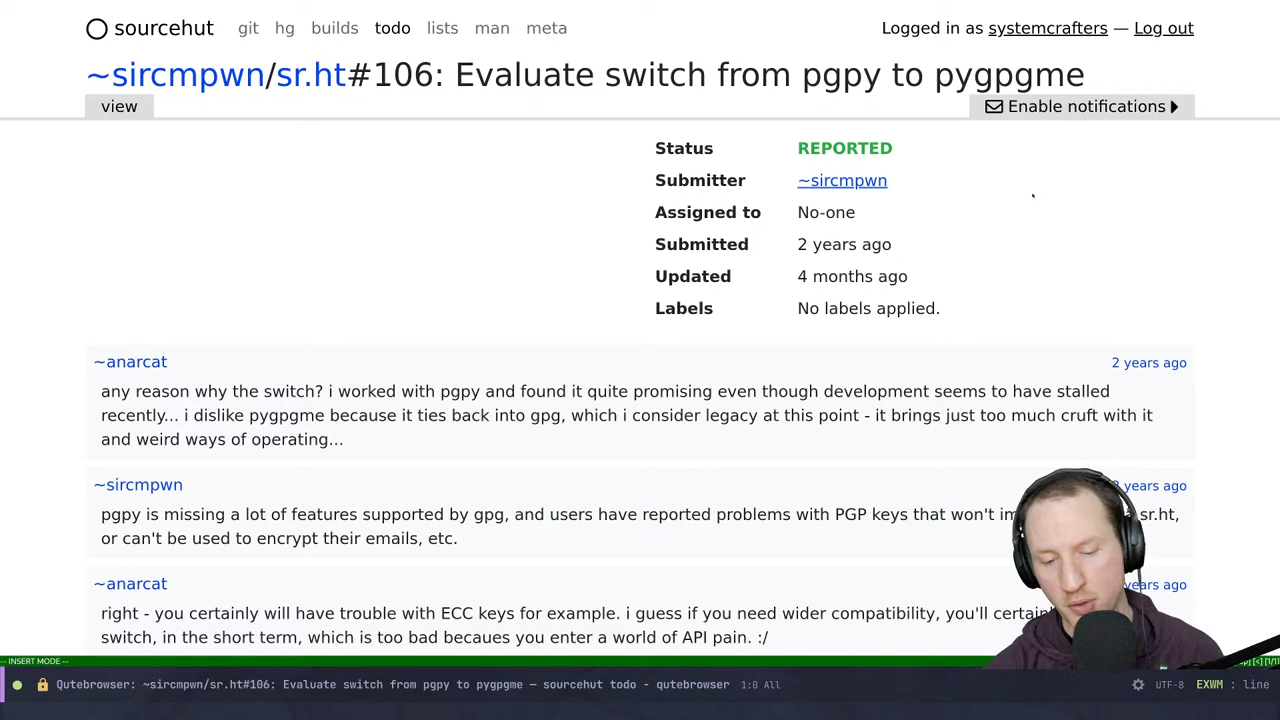 sourcehut git hg builds todo lists man meta Logged in as systemcrafters — Log out
~sircmpwn/sr.ht#106: Evaluate switch from pgpy to pygpgme
view Enable notifications
Status REPORTED
Submitter ~sircmpwn
Assigned to No-one
Submitted 2 years ago
Updated 4 months ago
Labels No labels applied.
~anarcat 2 years ago
any reason why the switch? i worked with pgpy and found it quite promising even though development seems to have stalled
recently... i dislike pygpgme because it ties back into gpg, which i consider legacy at this point - it brings just too much cruft with it
and weird ways of operating...
~sircmpwn years ago
pgpy is missing a lot of features supported by gpg, and users have reported problems with PGP keys that won't sr.ht,
or can't be used to encrypt their emails, etc.
~anarcat years ago
right - you certainly will have trouble with ECC keys for example. i guess if you need wider compatibility, you'll
switch, in the short term, which is too bad becaues you enter a world of API pain. :/
-- INSERT MODE --
Qutebrowser: ~sircmpwn/sr.ht#106: Evaluate switch from pgpy to pygpgme — sourcehut todo - qutebrowser 1:0 All UTF-8 EXWM : line